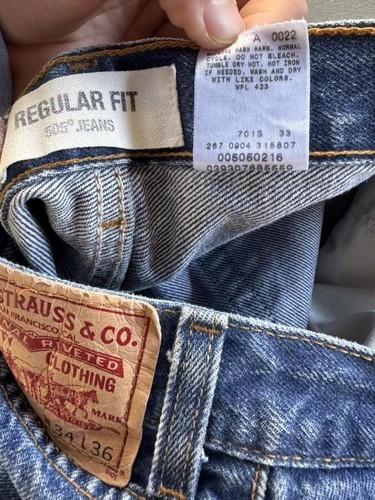 A 0022
WASH WARM. NORMAL
CYCLE. DO NOT BLEACH.
TUMBLE DRY HOT. HOT IRON
IF NEEDED. WASH AND DRY
WITH LIKE COLORS.
WPL 423
701S 33
267 0904 315807
005050216
REGULAR FIT
505® JEANS
STRAUSS & CO.
SAN FRANCISCO, CAL.
RIVETED
CLOTHING
MARK
34 36